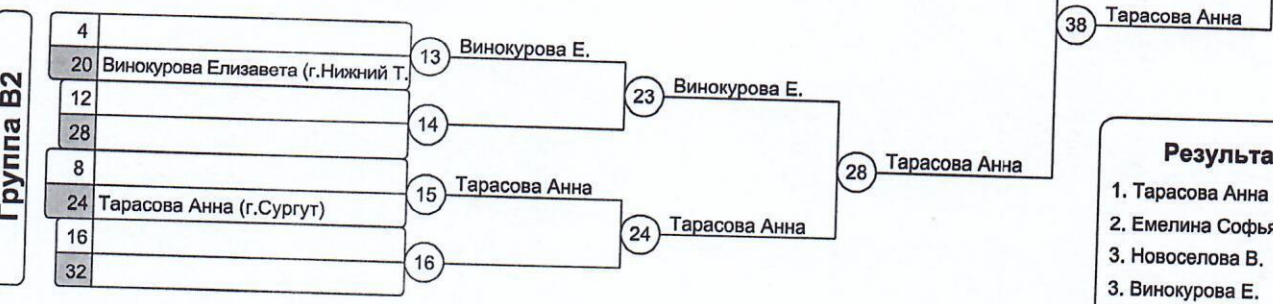 Группа B2
4
20 Винокурова Елизавета (г.Нижний Т.
12
28
8
24 Тарасова Анна (г.Сургут)
16
32
13 Винокурова Е.
14
15 Тарасова Анна
16
23 Винокурова Е.
24 Тарасова Анна
28 Тарасова Анна
38 Тарасова Анна
Результа
1. Тарасова Анна
2. Емелина Софья
3. Новоселова В.
3. Винокурова Е.